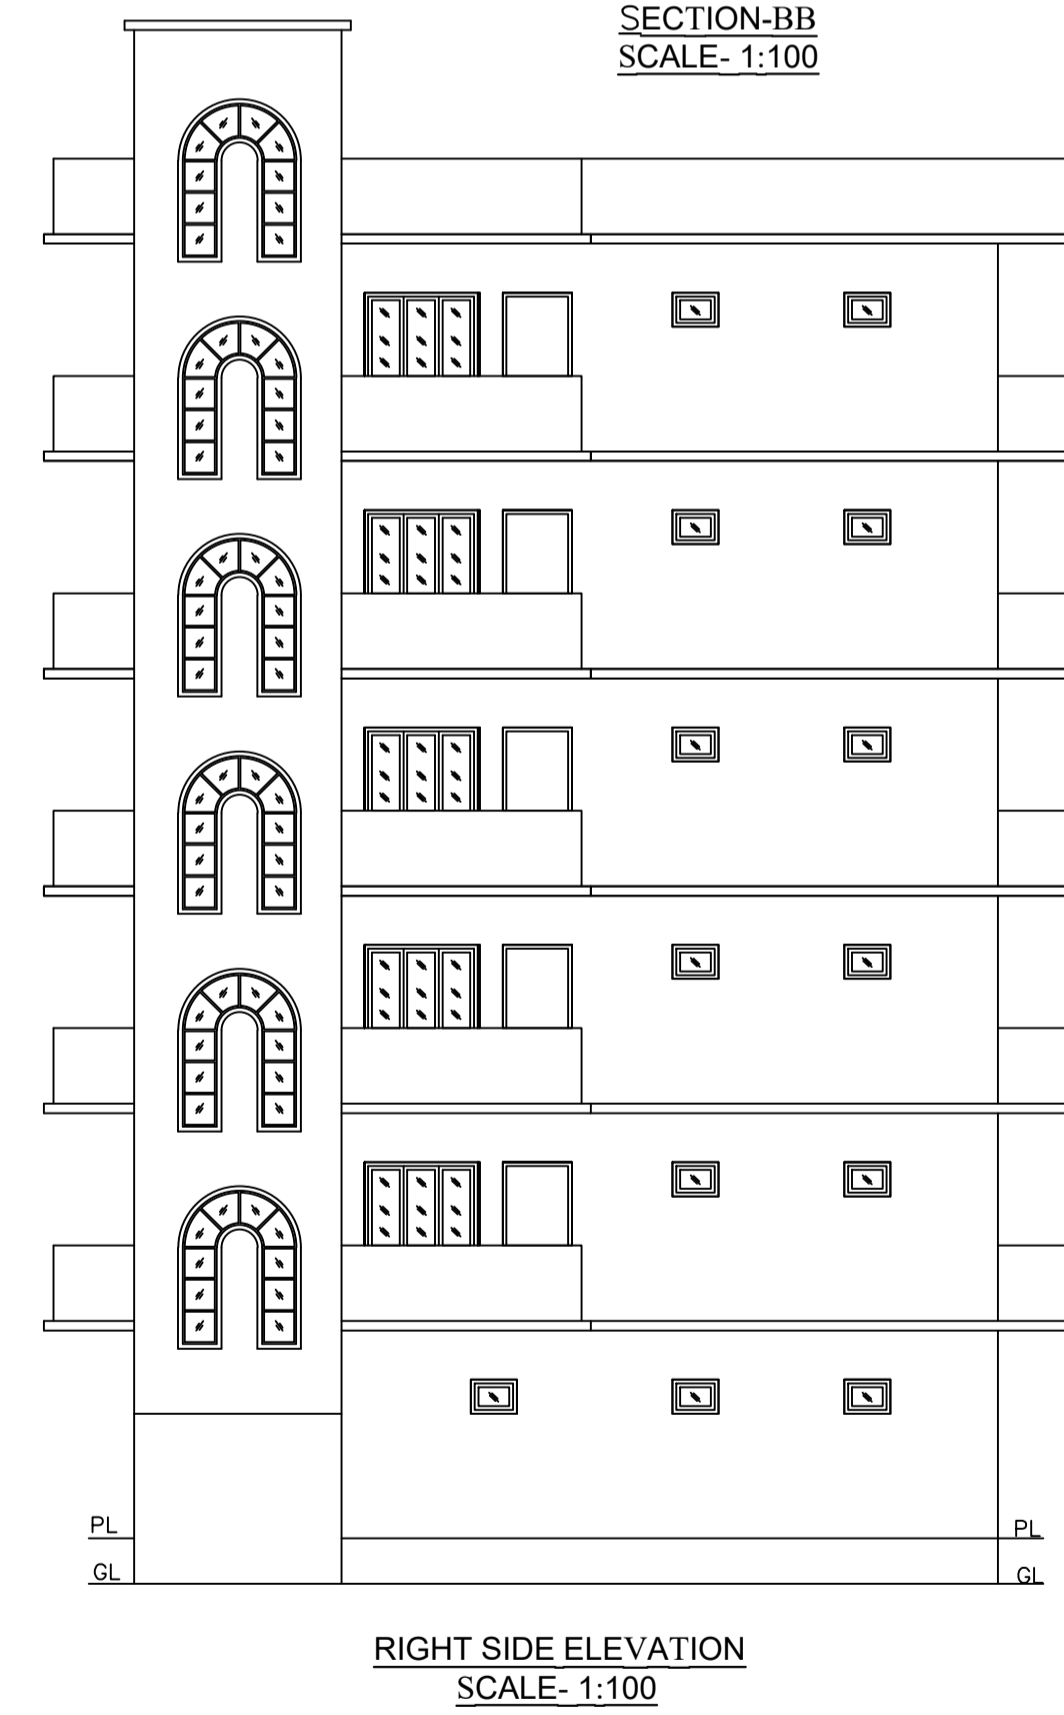 SECTION-BB
SCALE- 1:100
PL
PL
GL
GL
RIGHT SIDE ELEVATION
SCALE- 1:100